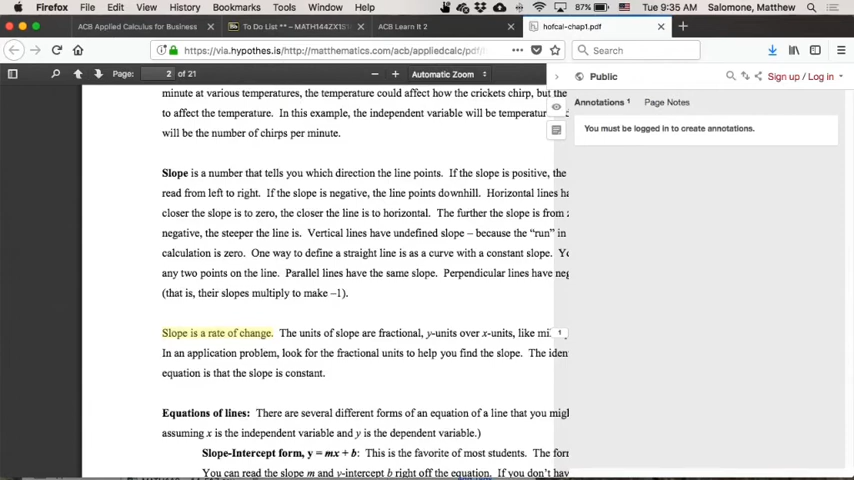 Firefox File Edit View History Bookmarks Tools Window Help 87% Tue 9:35 AM Salomone, Matthew
ACB Applied Calculus for Business
To Do List ** – MATH144ZX1S
ACB Learn It 2
hofcal-chap1.pdf
https://via.hypothes.is/http://mathematics.com/acb/appliedcalc/pdf/
Search
Page: 2 of 21
Automatic Zoom
Public
Sign up / Log in
Annotations 1
Page Notes
You must be logged in to create annotations.
minute at various temperatures, the temperature could affect how the crickets chirp, but the
to affect the temperature. In this example, the independent variable will be temperatur
will be the number of chirps per minute.
Slope is a number that tells you which direction the line points. If the slope is positive, the
read from left to right. If the slope is negative, the line points downhill. Horizontal lines ha
closer the slope is to zero, the closer the line is to horizontal. The further the slope is from z
negative, the steeper the line is. Vertical lines have undefined slope – because the “run” in
calculation is zero. One way to define a straight line is as a curve with a constant slope. Yo
any two points on the line. Parallel lines have the same slope. Perpendicular lines have neg
(that is, their slopes multiply to make –1).
Slope is a rate of change. The units of slope are fractional, y-units over x-units, like mi
1
In an application problem, look for the fractional units to help you find the slope. The iden
equation is that the slope is constant.
Equations of lines: There are several different forms of an equation of a line that you migh
assuming x is the independent variable and y is the dependent variable.)
Slope-Intercept form, y = mx + b: This is the favorite of most students. The form
You can read the slope m and y-intercept b right off the equation. If you don’t hav